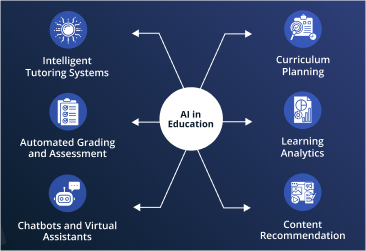 Intelligent
Tutoring Systems
Curriculum
Planning
AI in
Education
Automated Grading
and Assessment
Learning
Analytics
Chatbots and Virtual
Assistants
Content
Recommendation